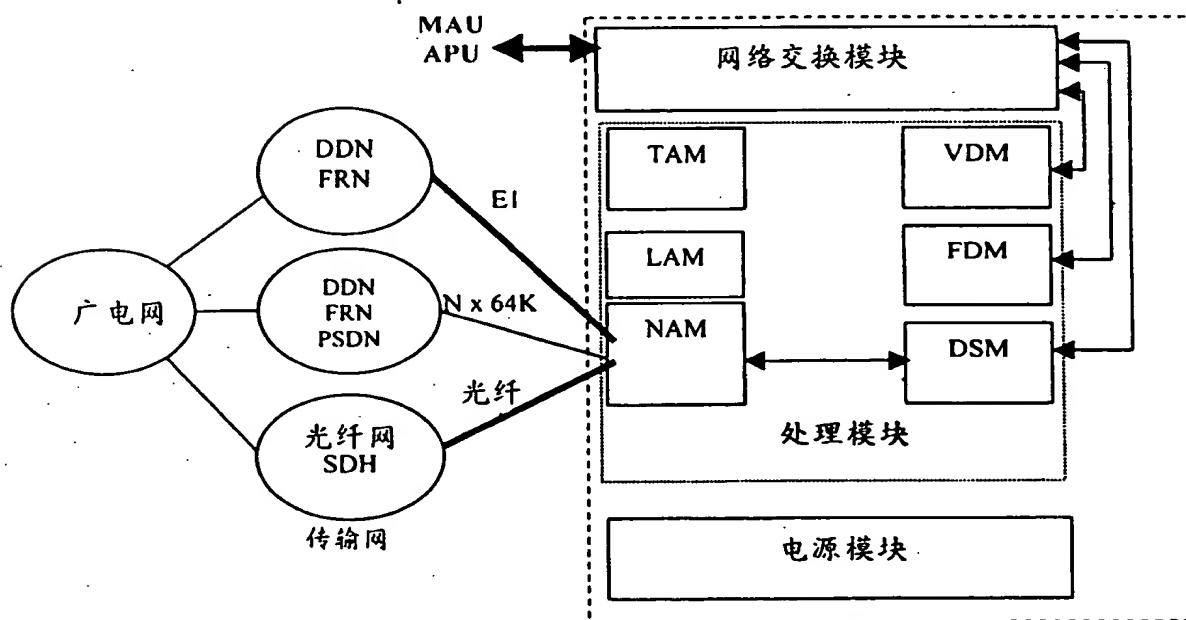 MAU
APU
网络交换模块
DDN
FRN
E1
TAM
VDM
LAM
FDM
广电网
DDN
FRN
PSDN
N x 64K
NAM
DSM
光纤
光纤网
SDH
处理模块
传输网
电源模块